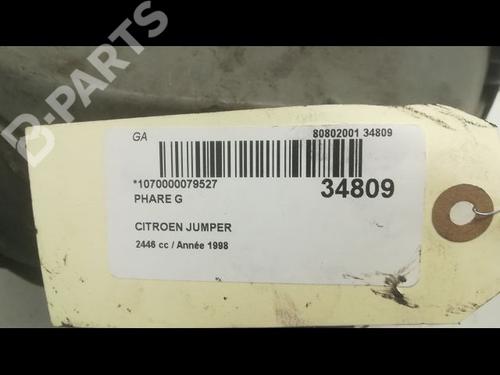 B-PARTS
GA 80802001 34809
*1070000079527 34809
PHARE G
CITROEN JUMPER
2446 cc / Année 1998